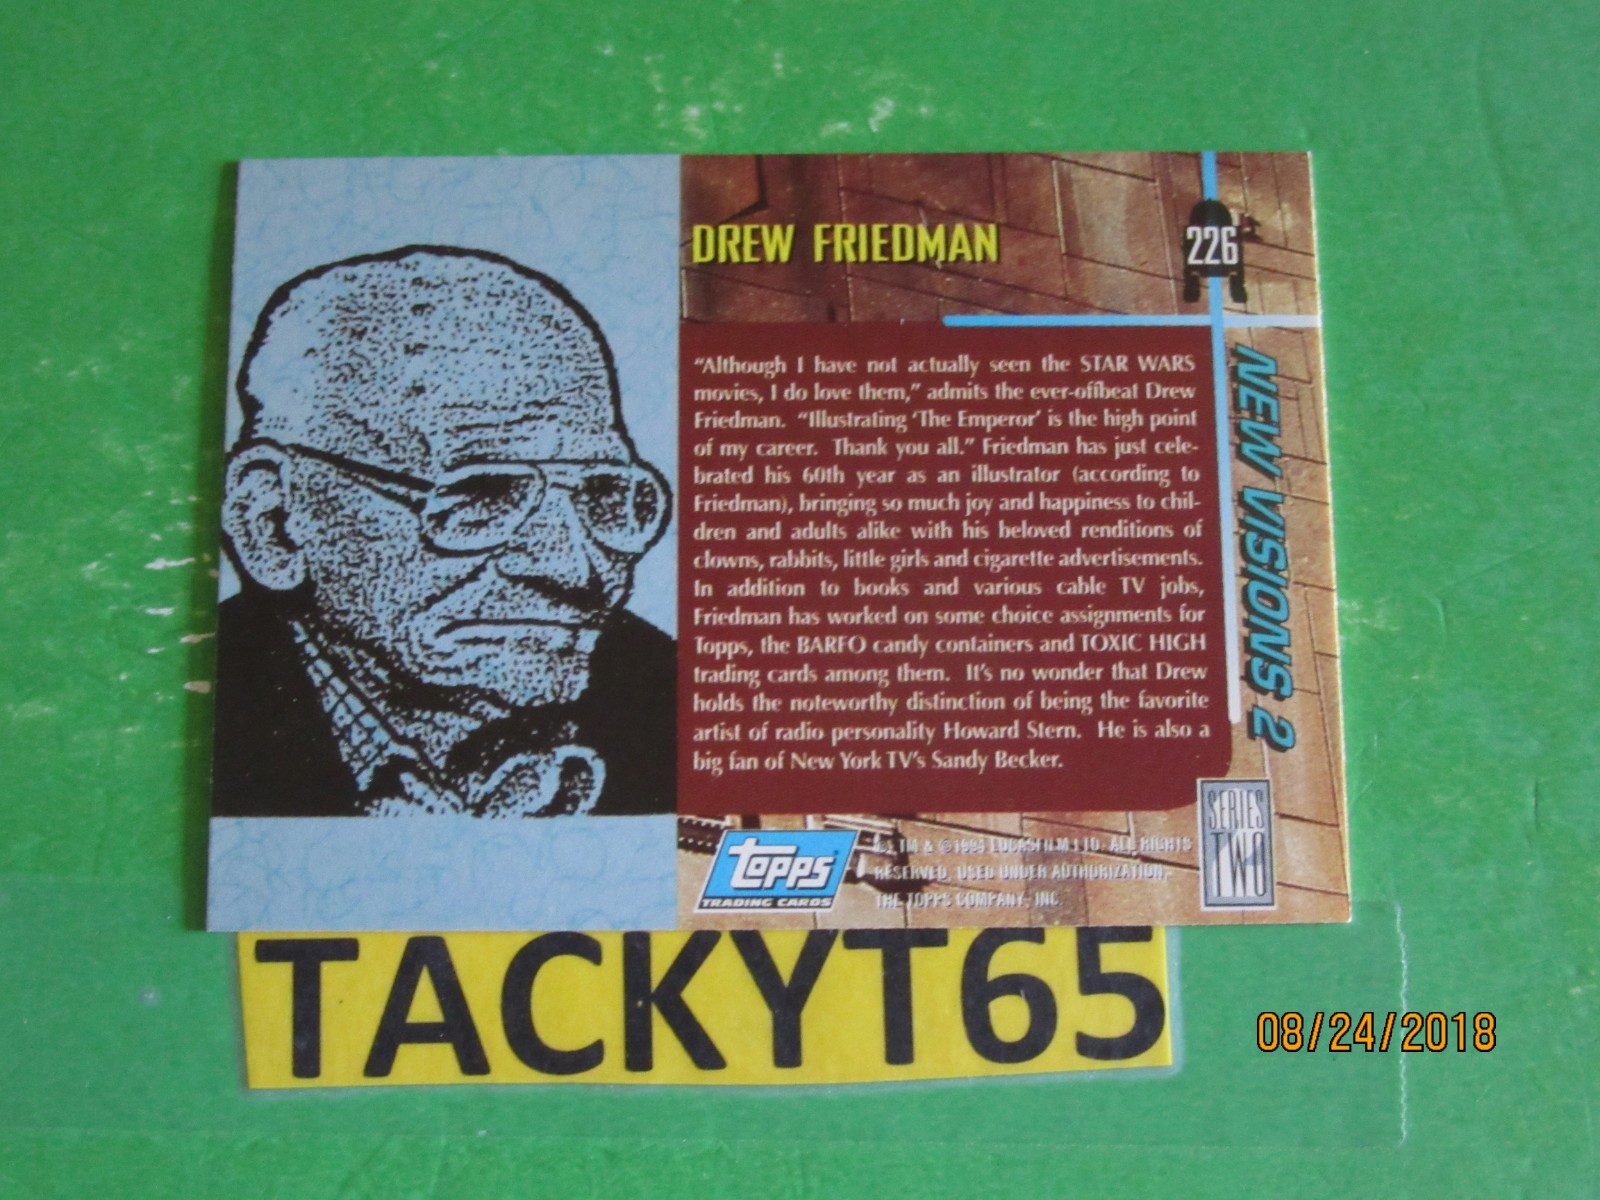 DREW FRIEDMAN
226
"Although I have not actually seen the STAR WARS
movies, I do love them," admits the ever-offbeat Drew
Friedman. "Illustrating 'The Emperor' is the high point
of my career. Thank you all." Friedman has just cele-
brated his 60th year as an illustrator (according to
Friedman), bringing so much joy and happiness to chil-
dren and adults alike with his beloved renditions of
clowns, rabbits, little girls and cigarette advertisements.
In addition to books and various cable TV jobs,
Friedman has worked on some choice assignments for
Topps, the BARFO candy containers and TOXIC HIGH
trading cards among them. It's no wonder that Drew
holds the noteworthy distinction of being the favorite
artist of radio personality Howard Stern. He is also a
big fan of New York TV's Sandy Becker.
NEW VISIONS 2
SERIES
TWO
topps
TRADING CARDS
TM & ©1994 LUCASFILM LTD. ALL RIGHTS
RESERVED, USED UNDER AUTHORIZATION.
THE TOPPS COMPANY, INC.
TACKYT65
08/24/2018